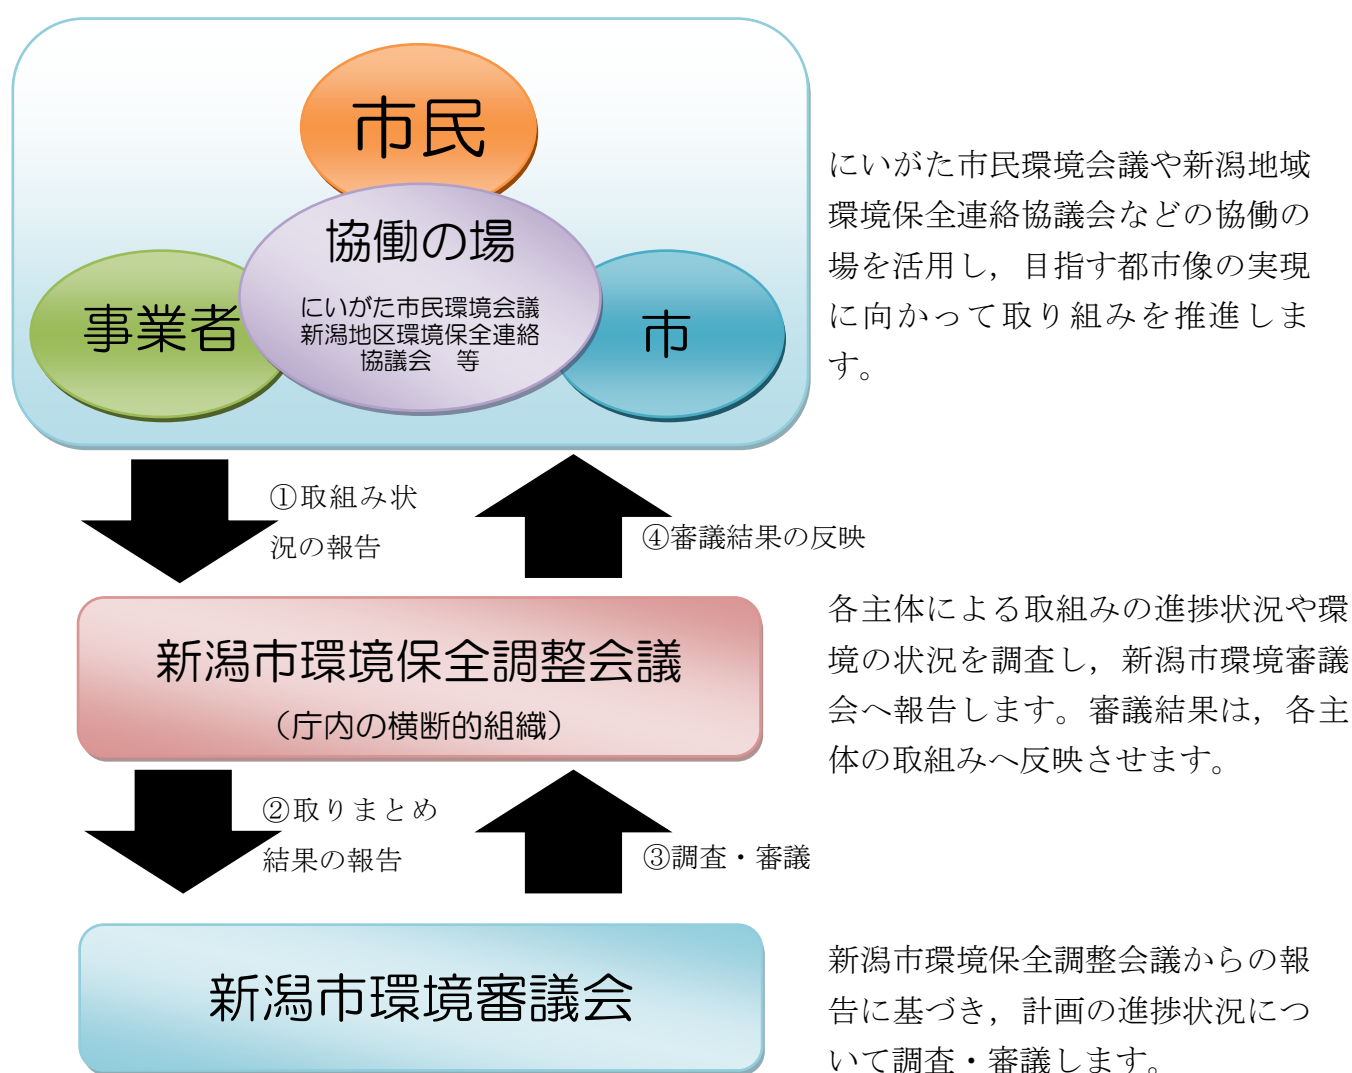 市民
協働の場
にいがた市民環境会議
新潟地区環境保全連絡
協議会　等
事業者
市
にいがた市民環境会議や新潟地域
環境保全連絡協議会などの協働の
場を活用し，目指す都市像の実現
に向かって取り組みを推進しま
す。
①取組み状
況の報告
④審議結果の反映
新潟市環境保全調整会議
（庁内の横断的組織）
各主体による取組みの進捗状況や環
境の状況を調査し，新潟市環境審議
会へ報告します。審議結果は，各主
体の取組みへ反映させます。
②取りまとめ
結果の報告
③調査・審議
新潟市環境審議会
新潟市環境保全調整会議からの報
告に基づき，計画の進捗状況につ
いて調査・審議します。